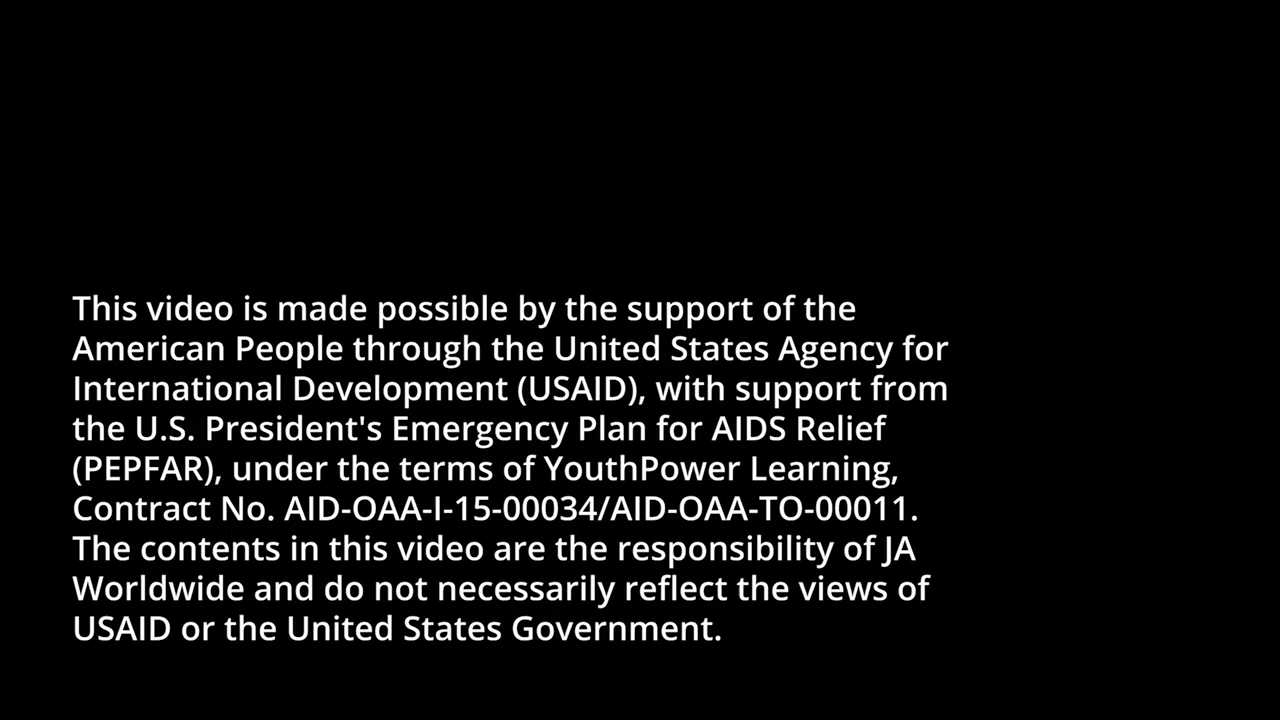 This video is made possible by the support of the
American People through the United States Agency for
International Development (USAID), with support from
the U.S. President's Emergency Plan for AIDS Relief
(PEPFAR), under the terms of YouthPower Learning,
Contract No. AID-OAA-I-15-00034/AID-OAA-TO-00011.
The contents in this video are the responsibility of JA
Worldwide and do not necessarily reflect the views of
USAID or the United States Government.